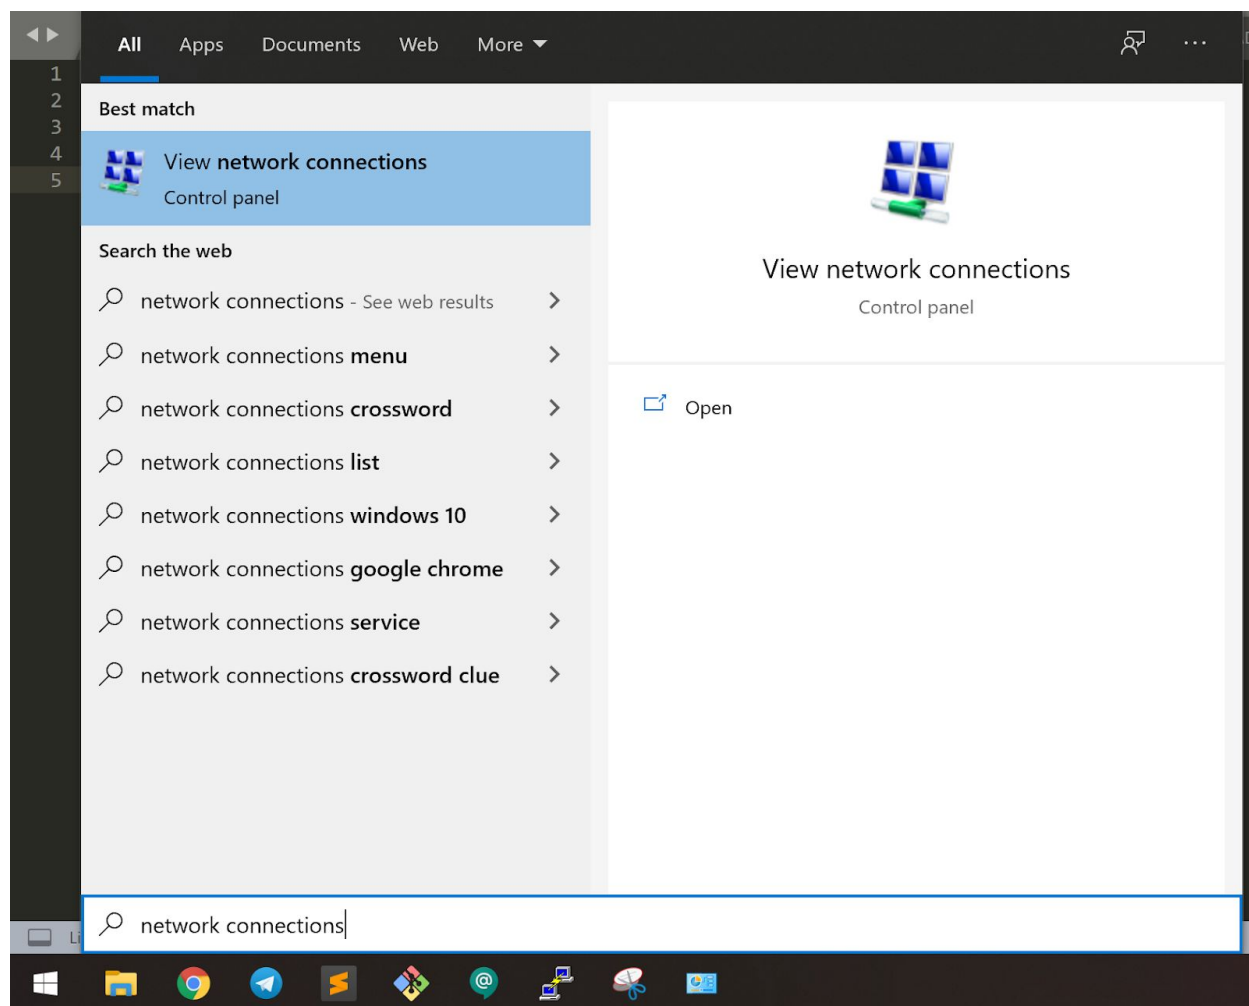 All Apps Documents Web More
1
2
3
4
5
Best match
View network connections
Control panel
Search the web
network connections - See web results
network connections menu
network connections crossword
network connections list
network connections windows 10
network connections google chrome
network connections service
network connections crossword clue
View network connections
Control panel
Open
network connections
Li